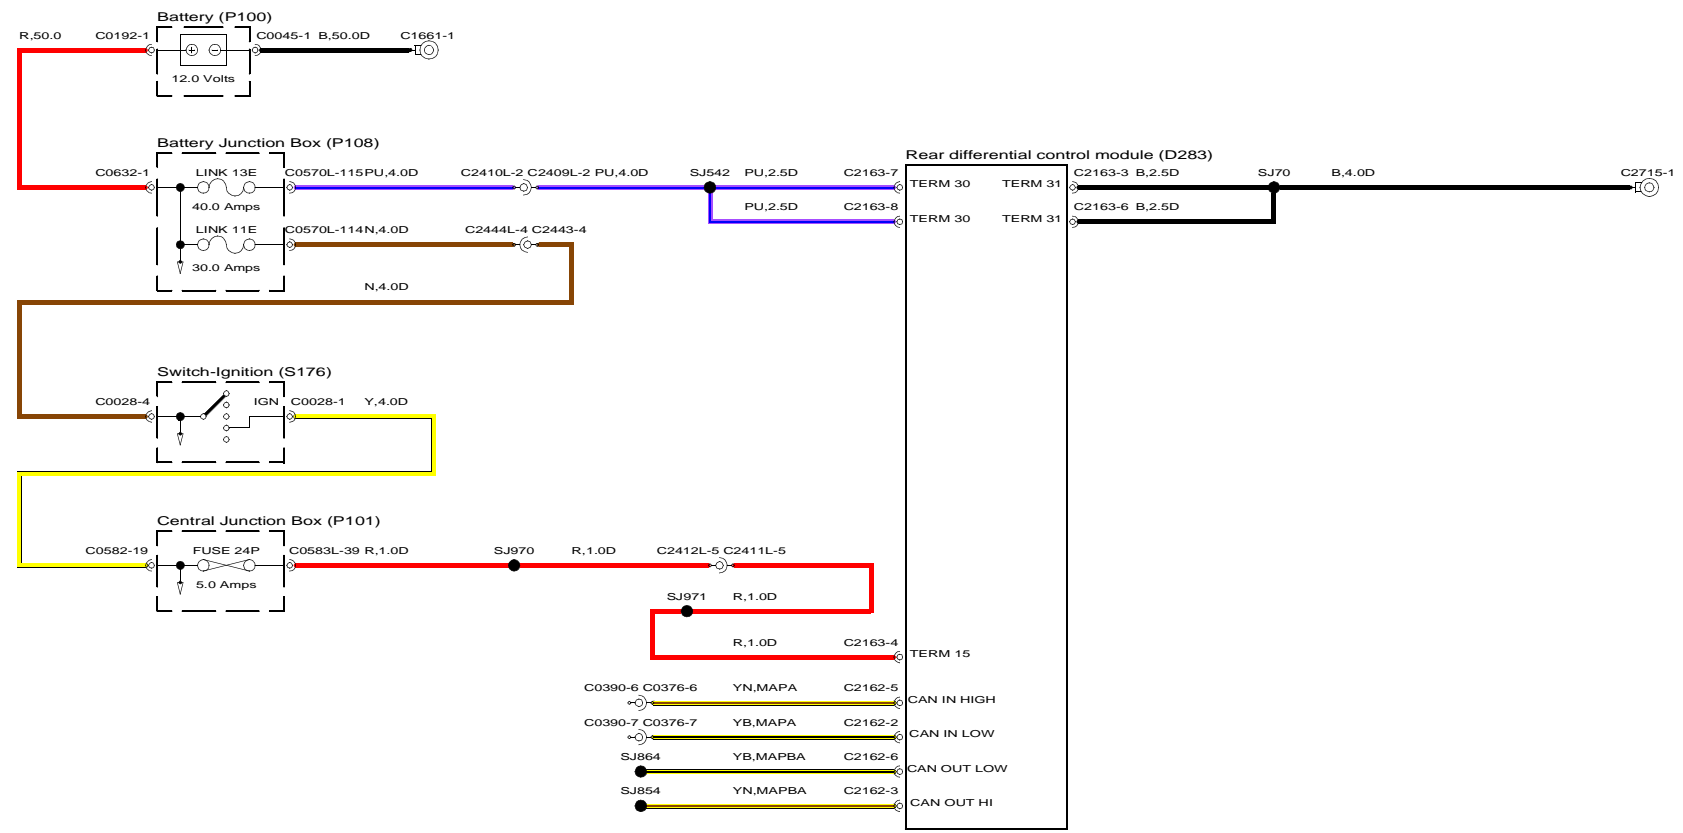 Battery (P100)
R,50.0 C0192-1 C0045-1 B,50.0D C1661-1
12.0 Volts
Battery Junction Box (P108)
Rear differential control module (D283)
C0632-1 LINK 13E C0570L-115 PU,4.0D C2410L-2 C2409L-2 PU,4.0D SJ542 PU,2.5D C2163-7 TERM 30 TERM 31 C2163-3 B,2.5D SJ70 B,4.0D C2715-1
40.0 Amps PU,2.5D C2163-8 TERM 30 TERM 31 C2163-6 B,2.5D
LINK 11E C0570L-114 N,4.0D C2444L-4 C2443-4
30.0 Amps
N,4.0D
Switch-Ignition (S176)
C0028-4 IGN C0028-1 Y,4.0D
Central Junction Box (P101)
C0582-19 FUSE 24P C0583L-39 R,1.0D SJ970 R,1.0D C2412L-5 C2411L-5
5.0 Amps
SJ971 R,1.0D
R,1.0D C2163-4 TERM 15
C0390-6 C0376-6 YN,MAPA C2162-5 CAN IN HIGH
C0390-7 C0376-7 YB,MAPA C2162-2 CAN IN LOW
SJ864 YB,MAPBA C2162-6 CAN OUT LOW
SJ854 YN,MAPBA C2162-3 CAN OUT HI